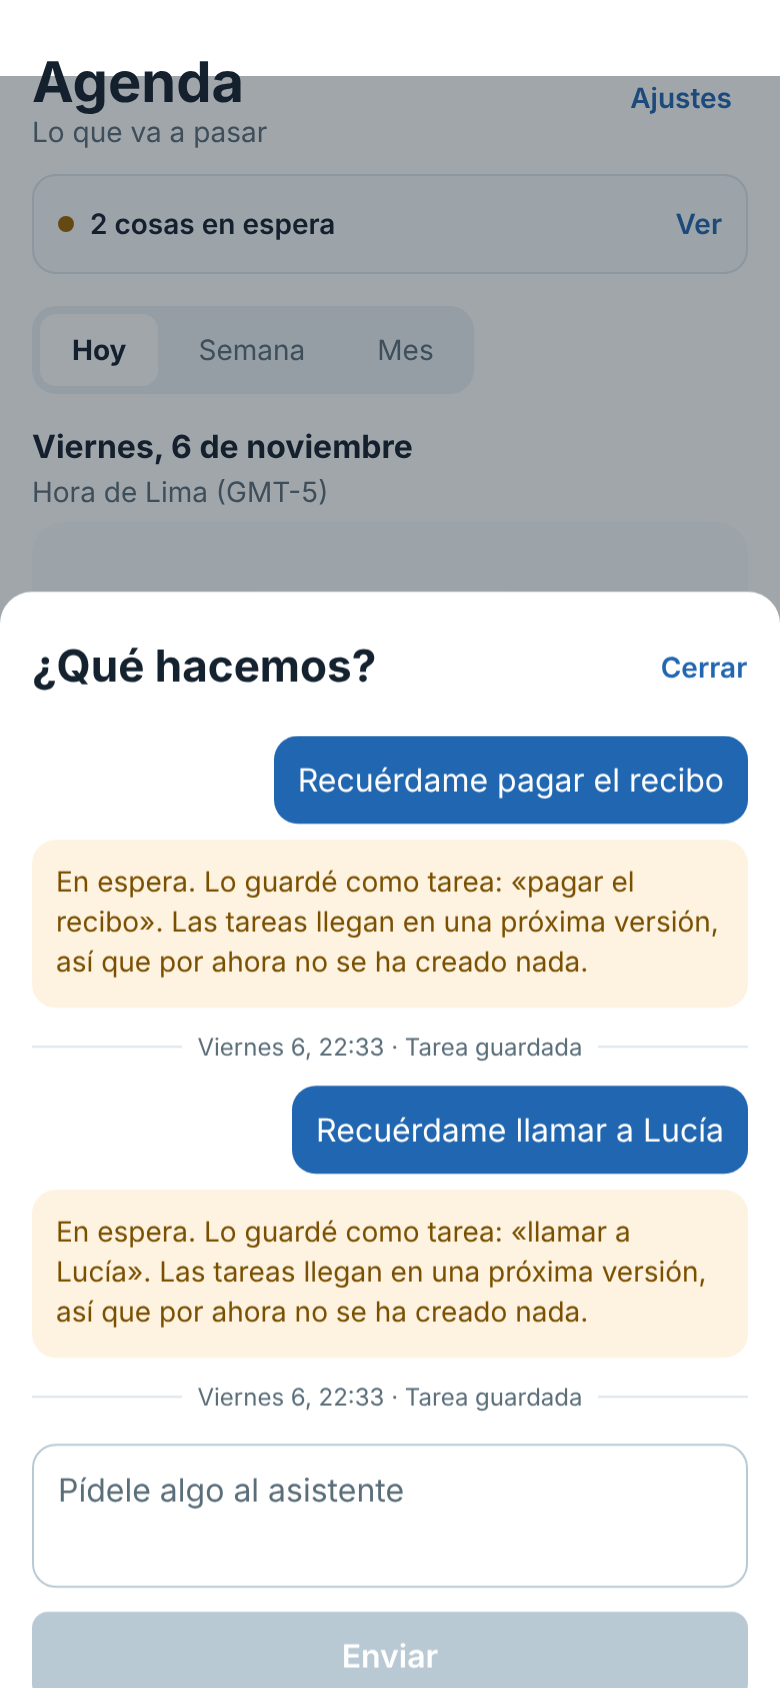 Agenda
Ajustes
Lo que va a pasar
2 cosas en espera
Ver
Hoy
Semana
Mes
Viernes, 6 de noviembre
Hora de Lima (GMT-5)
¿Qué hacemos?
Cerrar
Recuérdame pagar el recibo
En espera. Lo guardé como tarea: «pagar el
recibo». Las tareas llegan en una próxima versión,
así que por ahora no se ha creado nada.
Viernes 6, 22:33 · Tarea guardada
Recuérdame llamar a Lucía
En espera. Lo guardé como tarea: «llamar a
Lucía». Las tareas llegan en una próxima versión,
así que por ahora no se ha creado nada.
Viernes 6, 22:33 · Tarea guardada
Pídele algo al asistente
Enviar